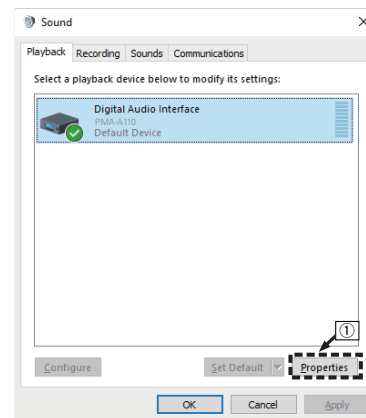 Sound
Playback Recording Sounds Communications
Select a playback device below to modify its settings:
Digital Audio Interface
PMA-A110
Default Device
①
Configure Set Default Properties
OK Cancel Apply